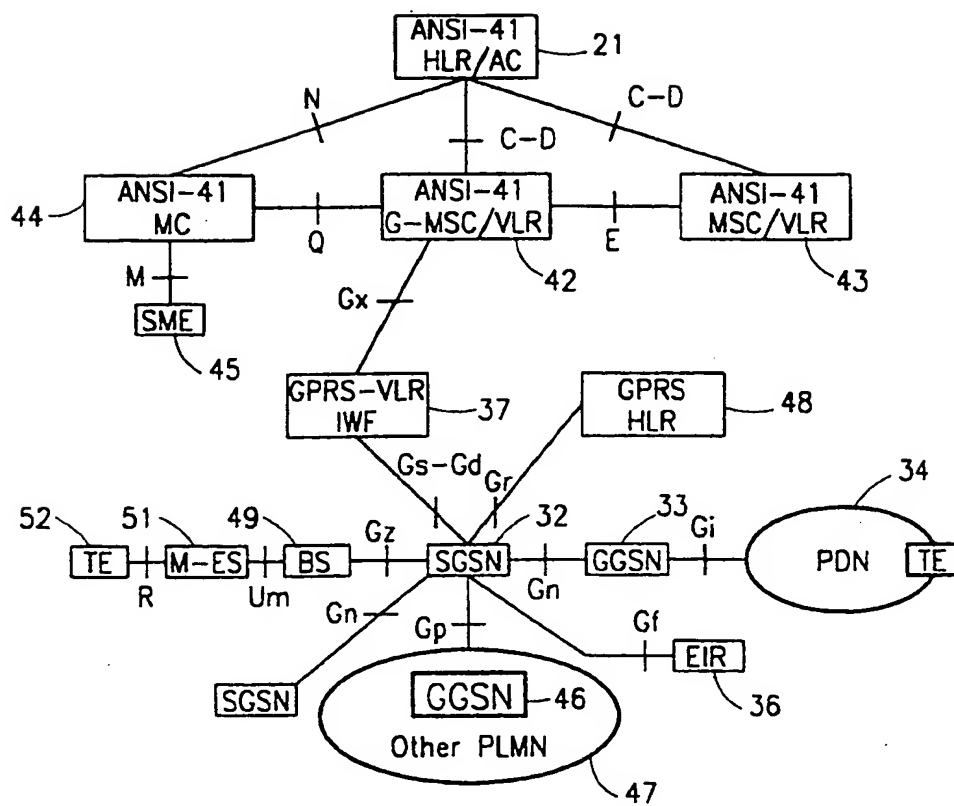 ANSI-41
HLR/AC
21
N
C-D
C-D
44
ANSI-41
MC
Q
ANSI-41
G-MSC/VLR
E
ANSI-41
MSC/VLR
42
43
M
SME
45
Gx
GPRS-VLR
IWF
37
GPRS
HLR
48
Gs-Gd
Gr
34
52
51
49
Gz
32
33
Gi
TE
R
M-ES
Um
BS
SGSN
Gn
GGSN
PDN
TE
Gn
Gp
Gf
EIR
36
SGSN
GGSN
46
Other PLMN
47